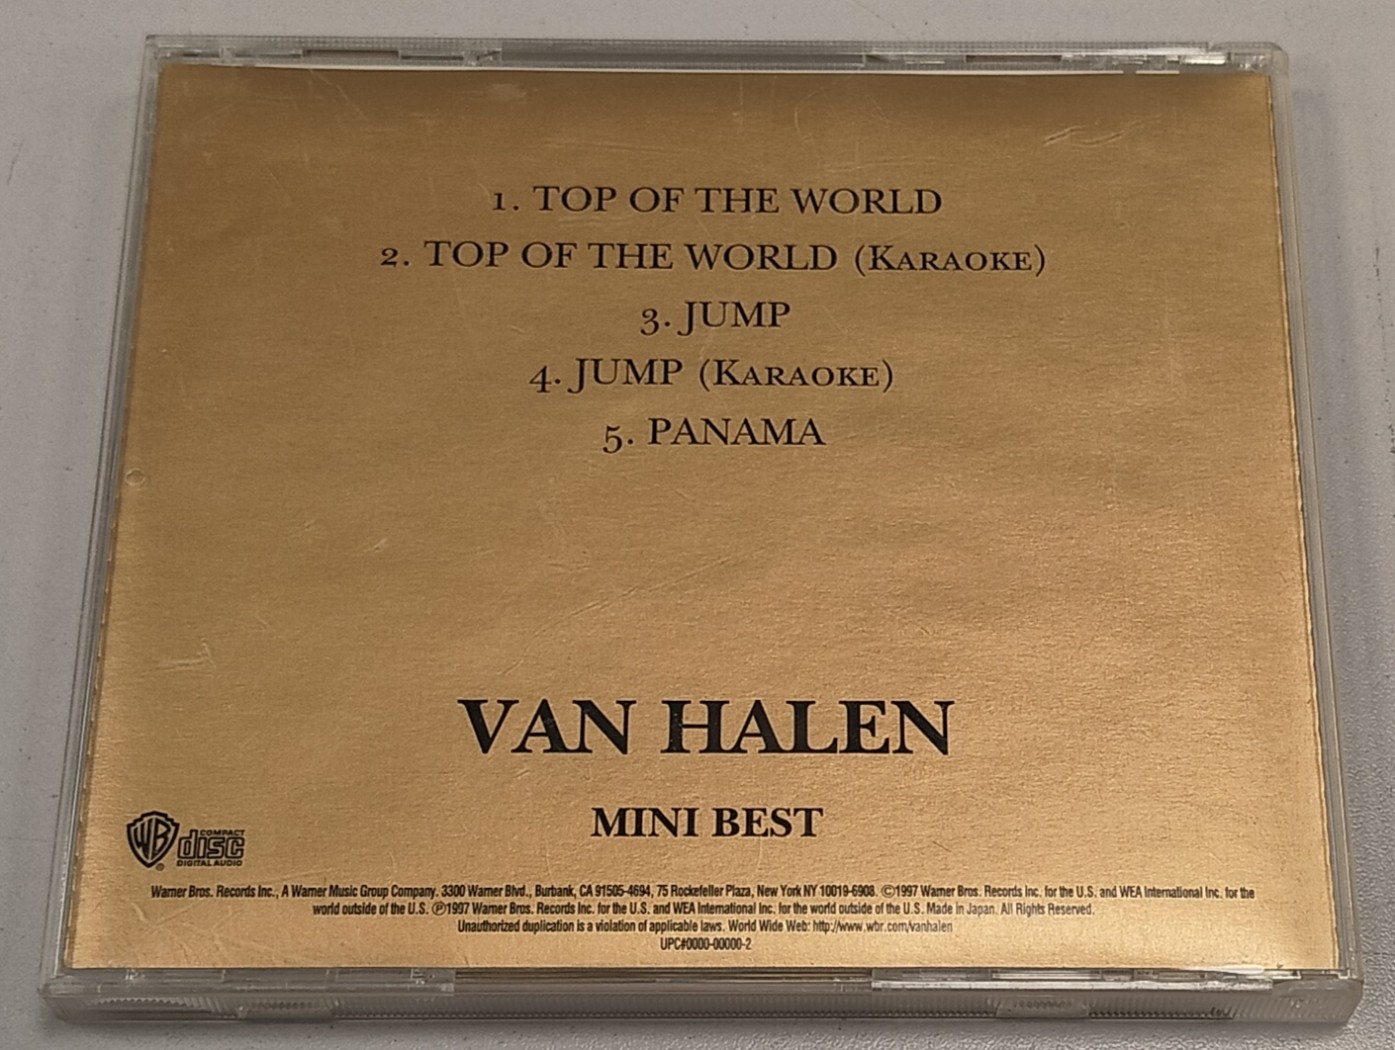 1. TOP OF THE WORLD
2. TOP OF THE WORLD (KARAOKE)
3. JUMP
4. JUMP (KARAOKE)
5. PANAMA
VAN HALEN
MINI BEST
WB
®
COMPACT
disc
DIGITAL AUDIO
Warner Bros. Records Inc., A Warner Music Group Company. 3300 Warner Blvd., Burbank, CA 91505-4694, 75 Rockefeller Plaza, New York NY 10019-6908. ©1997 Warner Bros. Records Inc. for the U.S. and WEA International Inc. for the
world outside of the U.S. ℗1997 Warner Bros. Records Inc. for the U.S. and WEA International Inc. for the world outside of the U.S. Made in Japan. All Rights Reserved.
Unauthorized duplication is a violation of applicable laws. World Wide Web: http://www.wbr.com/vanhalen
UPC#0000-00000-2